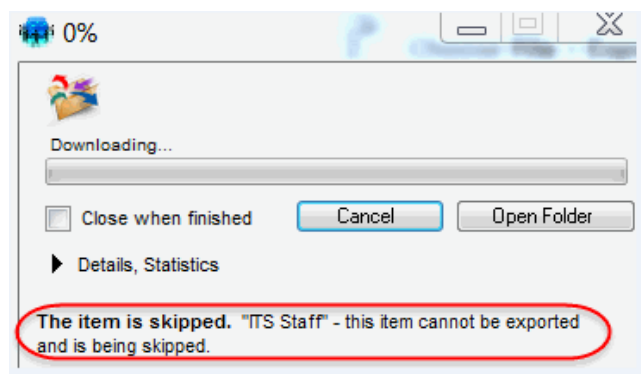 0%
Downloading...
Close when finished
Cancel
Open Folder
Details, Statistics
The item is skipped. "ITS Staff" - this item cannot be exported
and is being skipped.